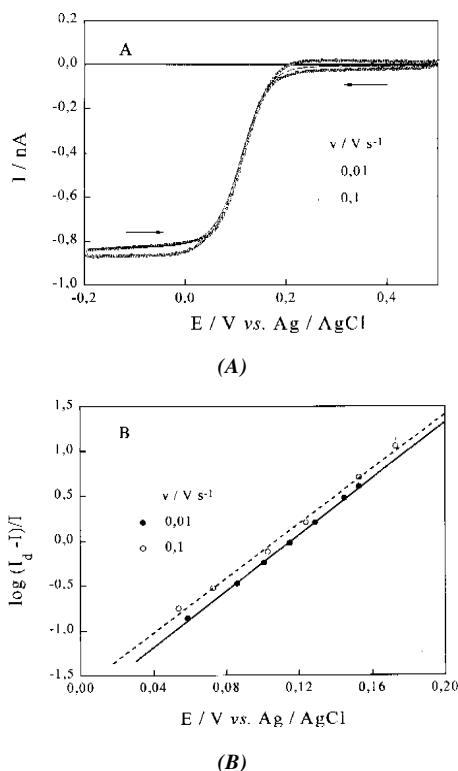 A
0,0
-0,2
-0,4
-0,6
-0,8
-1,0
I / nA
v / V s-1
0,01
0,1
-0,2 0,0 0,2 0,4
E / V vs. Ag / AgCl
(A)
B
1,5
1,0
0,5
0,0
-0,5
-1,0
-1,5
log (Id -I)/I
v / V s-1
0,01
0,1
0,00 0,04 0,08 0,12 0,16 0,20
E / V vs. Ag / AgCl
(B)